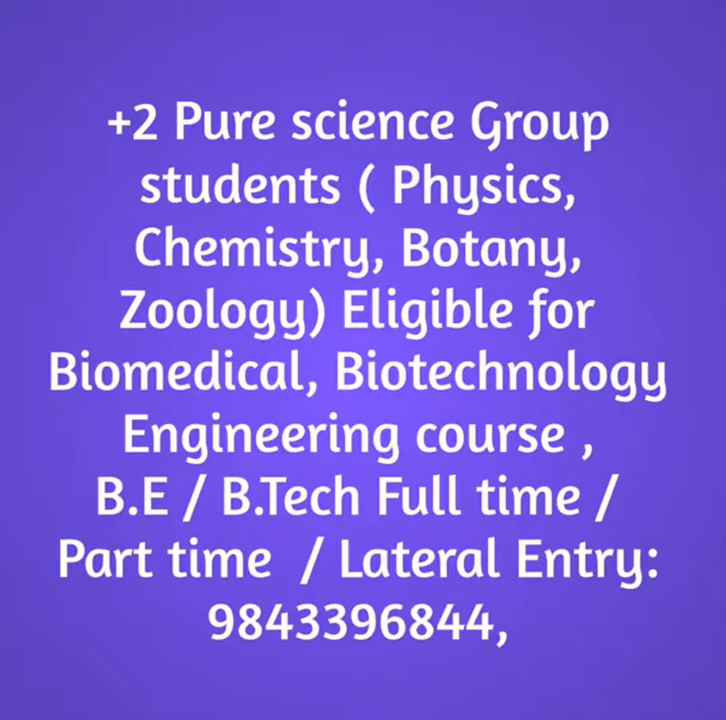 +2 Pure science Group
students ( Physics,
Chemistry, Botany,
Zoology) Eligible for
Biomedical, Biotechnology
Engineering course ,
B.E / B.Tech Full time /
Part time  / Lateral Entry:
9843396844,